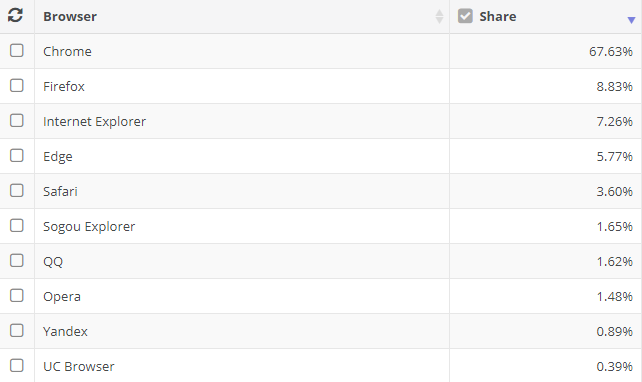 Browser Share
Chrome 67.63%
Firefox 8.83%
Internet Explorer 7.26%
Edge 5.77%
Safari 3.60%
Sogou Explorer 1.65%
QQ 1.62%
Opera 1.48%
Yandex 0.89%
UC Browser 0.39%